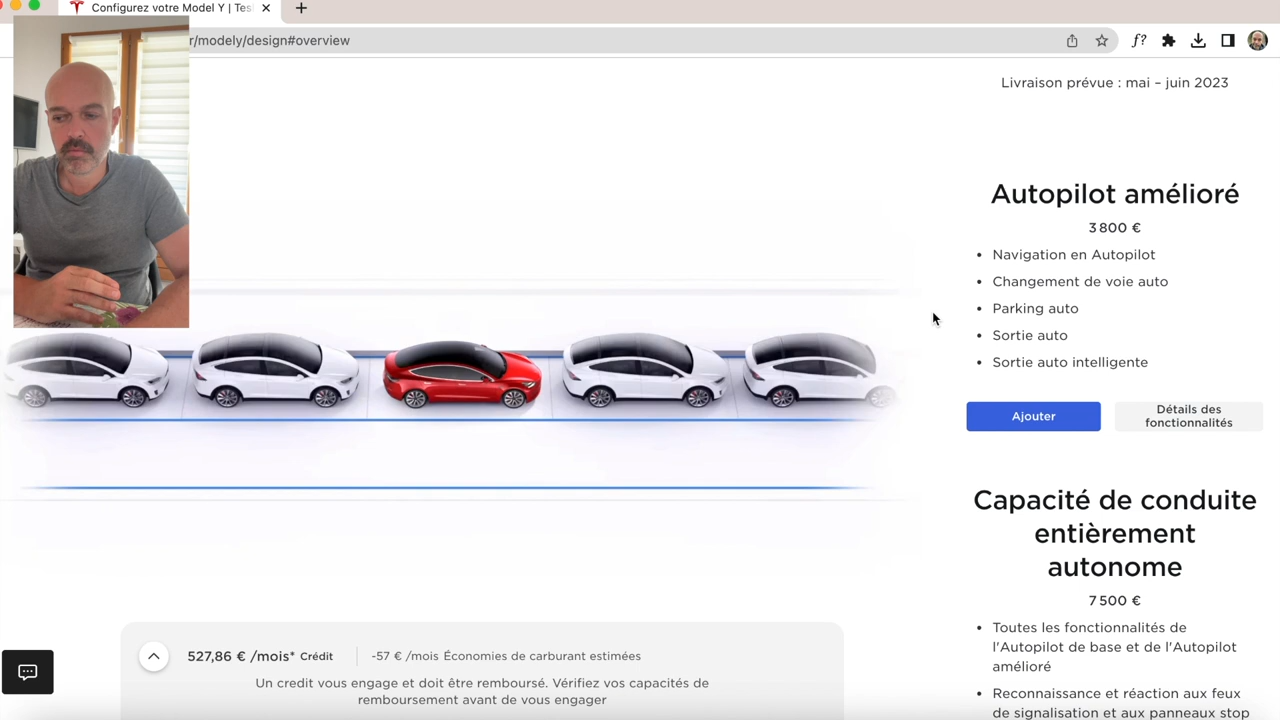 Configurez votre Model Y | Tes
r/modely/design#overview
f?
Livraison prévue : mai – juin 2023
Autopilot amélioré
3 800 €
• Navigation en Autopilot
• Changement de voie auto
• Parking auto
• Sortie auto
• Sortie auto intelligente
Ajouter
Détails des
fonctionnalités
Capacité de conduite
entièrement
autonome
7 500 €
• Toutes les fonctionnalités de
l'Autopilot de base et de l'Autopilot
amélioré
• Reconnaissance et réaction aux feux
de signalisation et aux panneaux stop
527,86 € /mois* Crédit
-57 € /mois Économies de carburant estimées
Un credit vous engage et doit être remboursé. Vérifiez vos capacités de
remboursement avant de vous engager